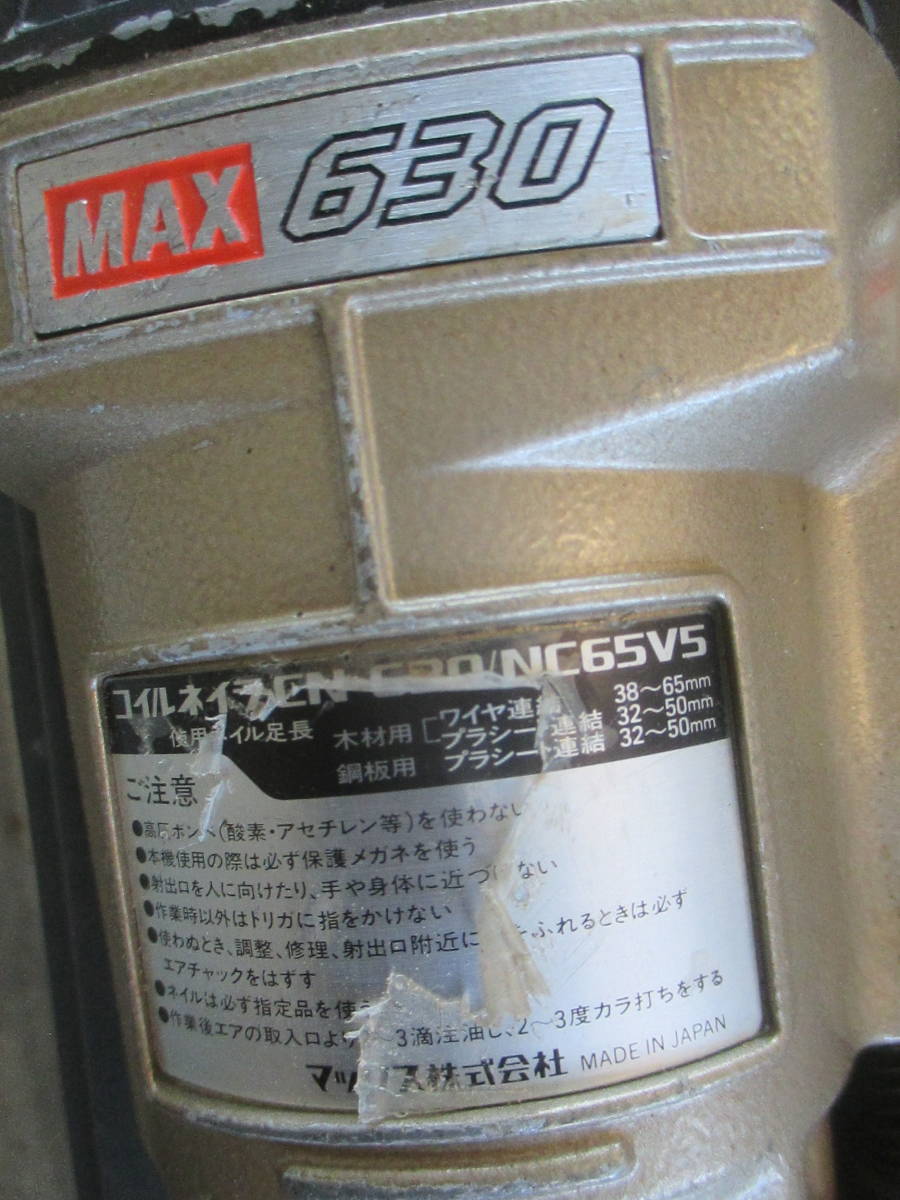 MAX 630
コイルネイラ CN-630/NC65V5
使用ネイル足長
木材用 ワイヤ連結 38〜65mm
プラシート連結 32〜50mm
鋼板用 プラシート連結 32〜50mm
ご注意
●高圧ボンベ(酸素・アセチレン等)を使わない
●本機使用の際は必ず保護メガネを使う
●射出口を人に向けたり、手や身体に近づけない
●作業時以外はトリガに指をかけない
●使わぬとき、調整、修理、射出口附近に ふれるときは必ず
エアチャックをはずす
●ネイルは必ず指定品を使う
●作業後エアの取入口より 〜3滴注油し、2〜3度カラ打ちをする
マックス株式会社 MADE IN JAPAN